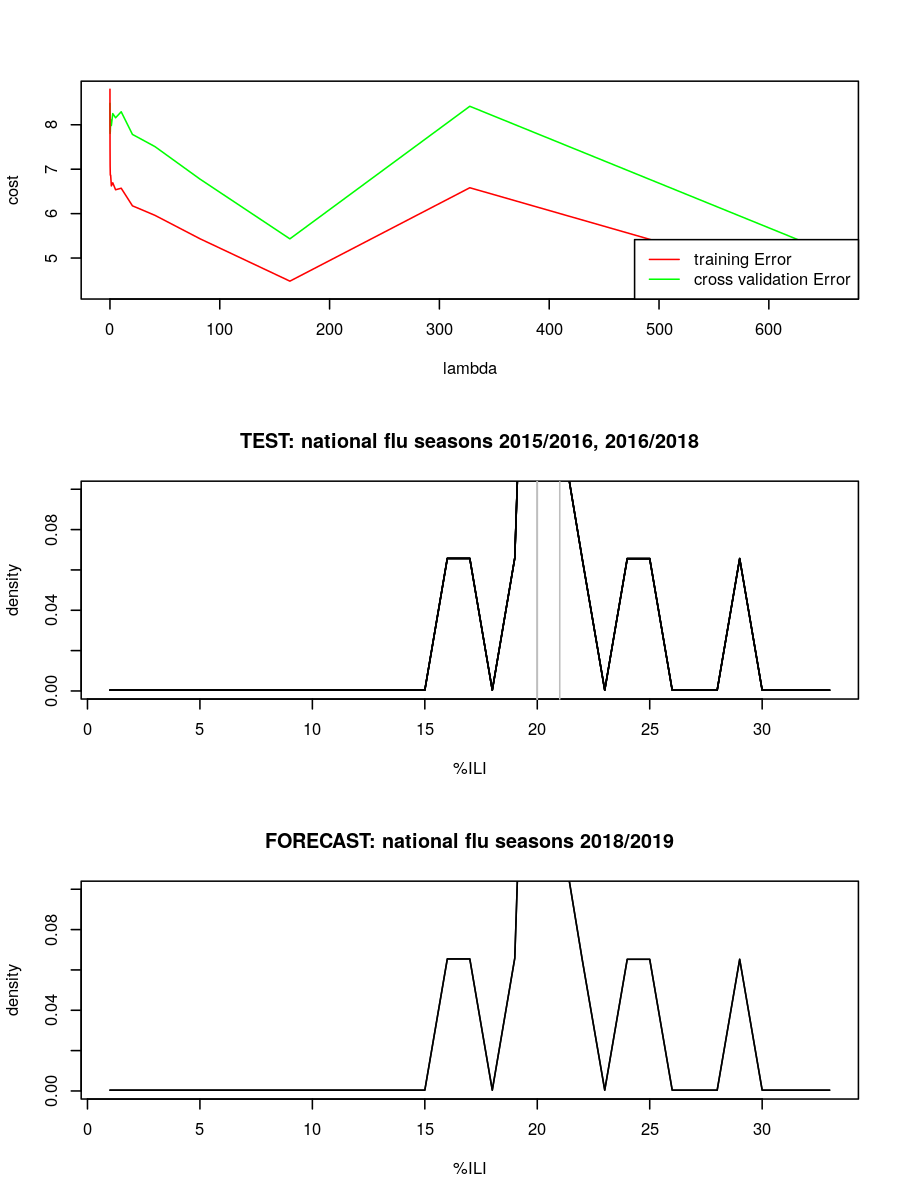 8
7
6
5
cost
training Error
cross validation Error
0 100 200 300 400 500 600
lambda
TEST: national flu seasons 2015/2016, 2016/2018
0.08
0.04
0.00
density
0 5 10 15 20 25 30
%ILI
FORECAST: national flu seasons 2018/2019
0.08
0.04
0.00
density
0 5 10 15 20 25 30
%ILI